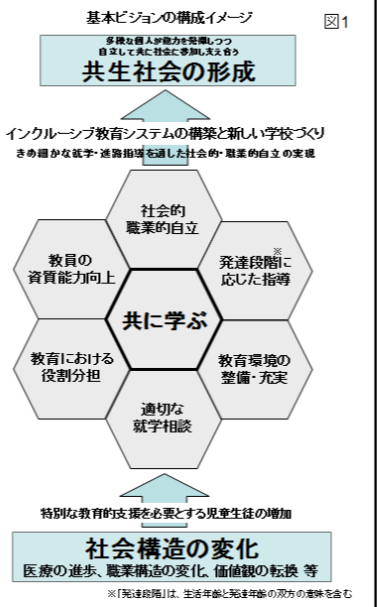 基本ビジョンの構成イメージ
図1
多様な個人が能力を発揮しつつ
自立して共に社会に参加し支え合う
共生社会の形成
インクルーシブ教育システムの構築と新しい学校づくり
きめ細かな就学・進路指導を通した社会的・職業的自立の実現
社会的
職業的自立
教員の
資質能力向上
※
発達段階に
応じた指導
共に学ぶ
教育における
役割分担
教育環境の
整備・充実
適切な
就学相談
特別な教育的支援を必要とする児童生徒の増加
社会構造の変化
医療の進歩、職業構造の変化、価値観の転換 等
※「発達段階」は、生活年齢と発達年齢の双方の意味を含む